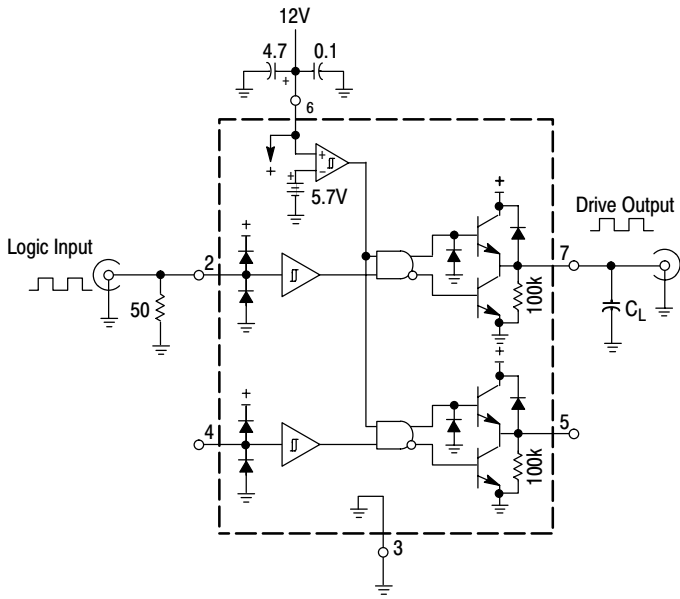 12V
4.7 0.1
+
6
+ +
+ -
5.7V
Drive Output
Logic Input
+ +
2 7
50 100k CL
+ +
4 5
100k
3